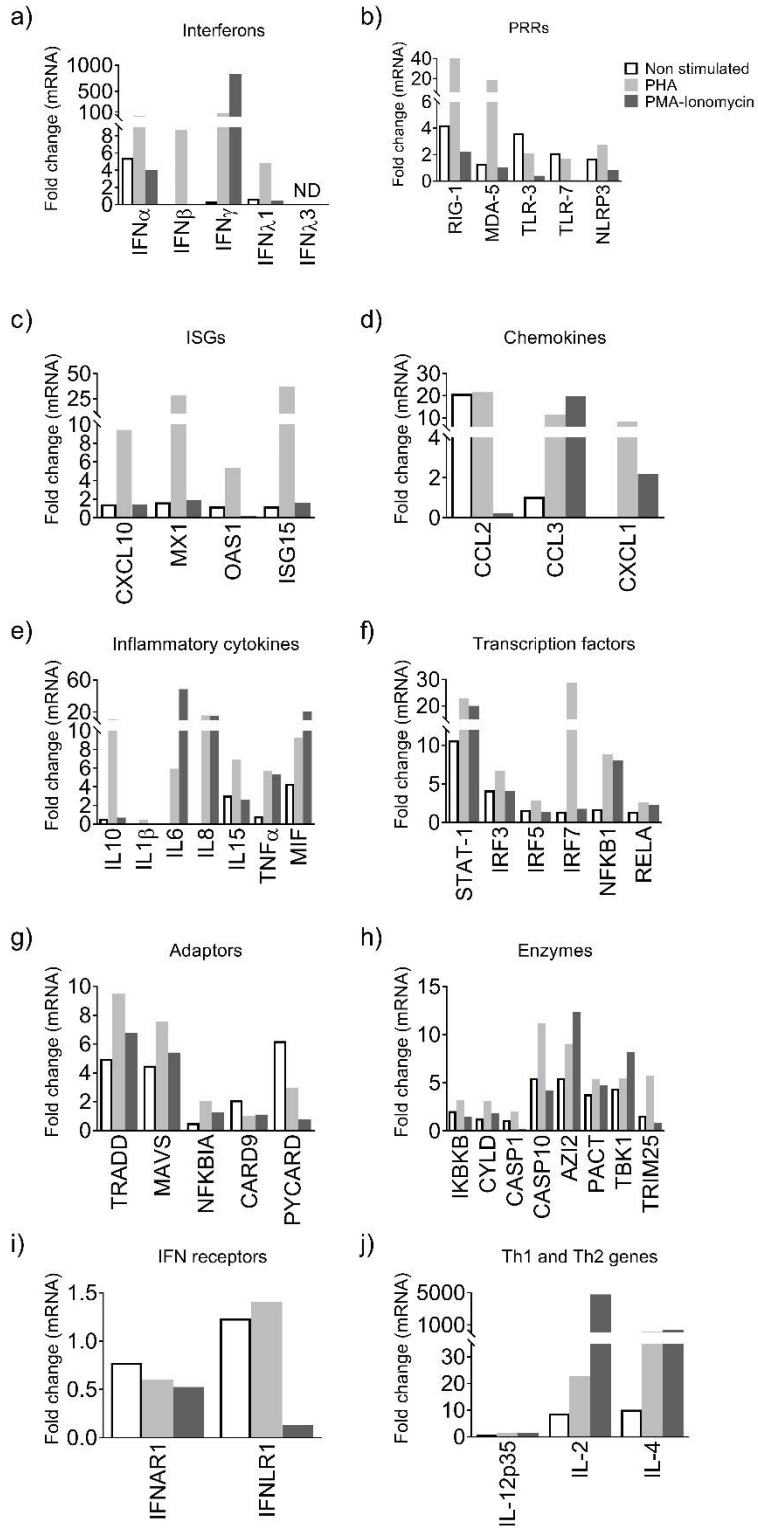 a)
Interferons
Fold change (mRNA)
1000
500
100
8
6
4
2
0
ND
IFNα
IFNβ
IFNγ
IFNλ1
IFNλ3
b)
PRRs
Fold change (mRNA)
40
20
6
4
2
0
RIG-1
MDA-5
TLR-3
TLR-7
NLRP3
Non stimulated
PHA
PMA-Ionomycin
c)
ISGs
Fold change (mRNA)
50
25
10
8
6
4
2
0
CXCL10
MX1
OAS1
ISG15
d)
Chemokines
Fold change (mRNA)
30
20
10
4
2
0
CCL2
CCL3
CXCL1
e)
Inflammatory cytokines
Fold change (mRNA)
60
20
10
8
6
4
2
0
IL10
IL1β
IL6
IL8
IL15
TNFα
MIF
f)
Transcription factors
Fold change (mRNA)
30
20
10
5
0
STAT-1
IRF3
IRF5
IRF7
NFKB1
RELA
g)
Adaptors
Fold change (mRNA)
10
8
6
4
2
0
TRADD
MAVS
NFKBIA
CARD9
PYCARD
h)
Enzymes
Fold change (mRNA)
15
10
5
0
IKBKB
CYLD
CASP1
CASP10
AZI2
PACT
TBK1
TRIM25
i)
IFN receptors
Fold change (mRNA)
1.5
1.0
0.5
0.0
IFNAR1
IFNLR1
j)
Th1 and Th2 genes
Fold change (mRNA)
5000
1000
30
20
10
0
IL-12p35
IL-2
IL-4